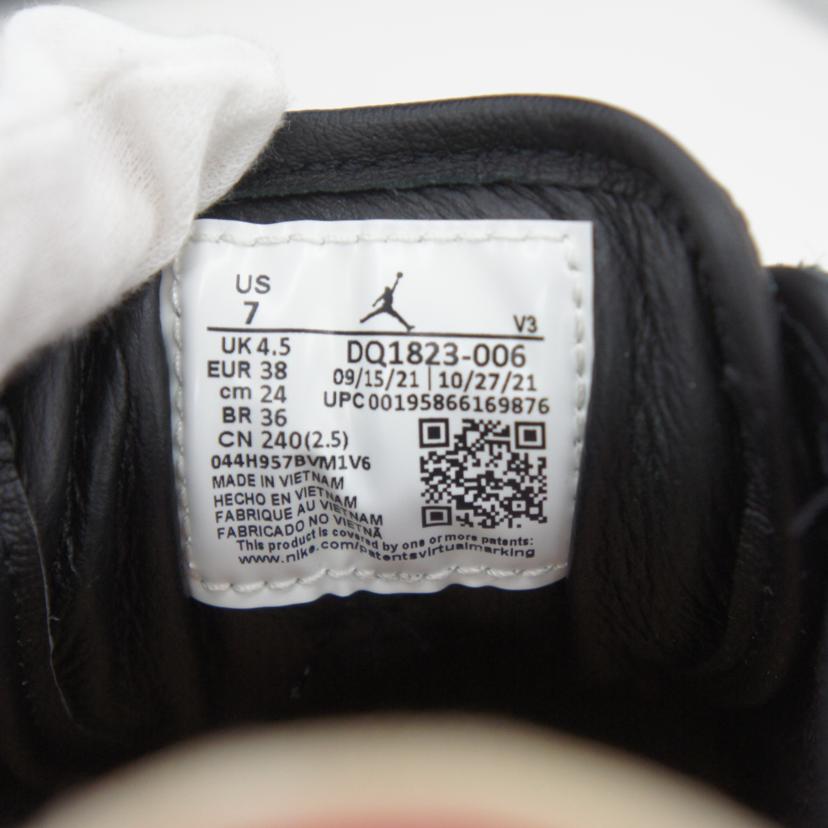 US
7
V3
UK 4.5
EUR 38
cm 24
BR 36
CN 240(2.5)
DQ1823-006
09/15/21 | 10/27/21
UPC 00195866169876
044H957BVM1V6
MADE IN VIETNAM
HECHO EN VIETNAM
FABRIQUE AU VIETNAM
FABRICADO NO VIETNÃ
This product is covered by one or more patents:
www.nike.com/patentsvirtualmarking